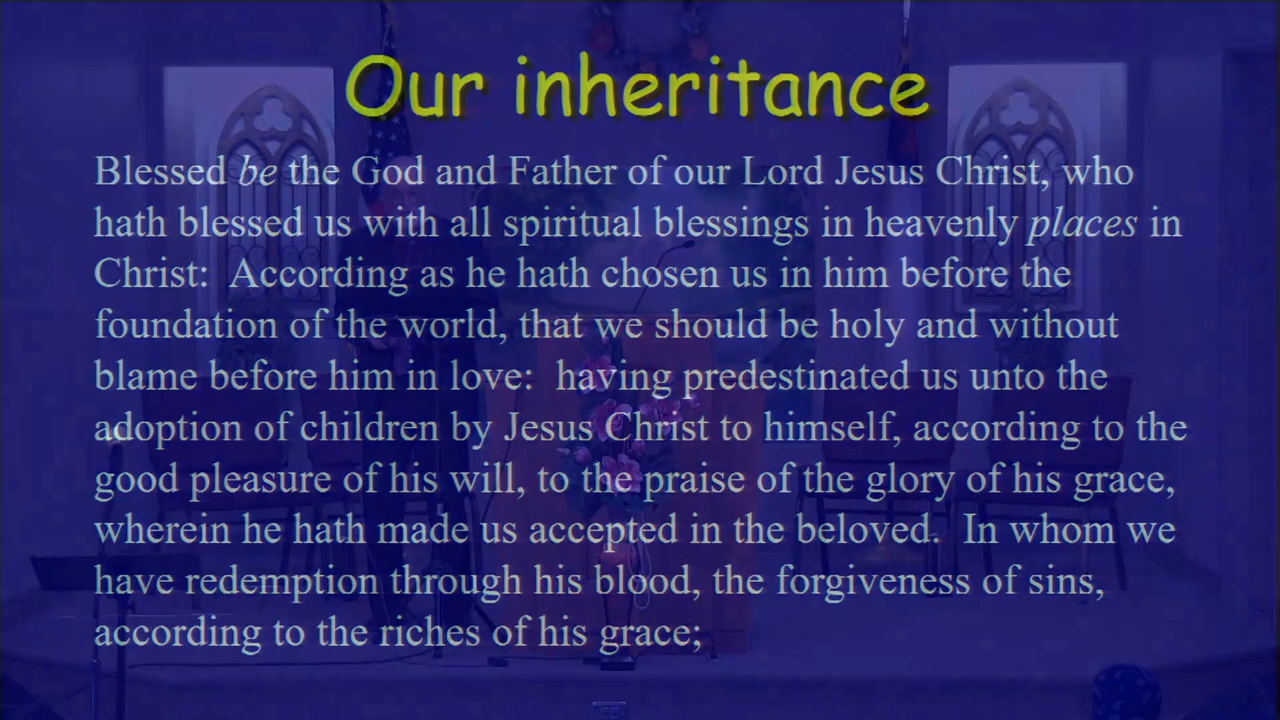 Our inheritance
Blessed be the God and Father of our Lord Jesus Christ, who
hath blessed us with all spiritual blessings in heavenly places in
Christ:  According as he hath chosen us in him before the
foundation of the world, that we should be holy and without
blame before him in love:  having predestinated us unto the
adoption of children by Jesus Christ to himself, according to the
good pleasure of his will, to the praise of the glory of his grace,
wherein he hath made us accepted in the beloved.  In whom we
have redemption through his blood, the forgiveness of sins,
according to the riches of his grace;